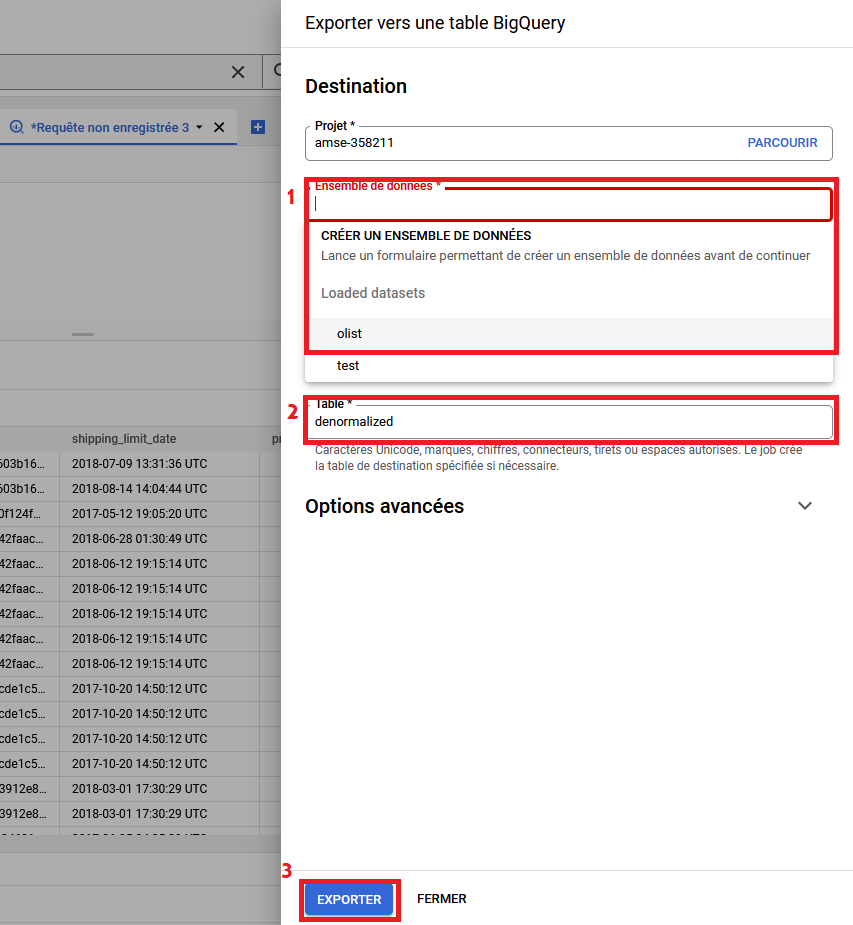 Exporter vers une table BigQuery
Destination
*Requête non enregistrée 3
Projet *
amse-358211
PARCOURIR
1
Ensemble de données *
CRÉER UN ENSEMBLE DE DONNÉES
Lance un formulaire permettant de créer un ensemble de données avant de continuer
Loaded datasets
olist
test
2
Table *
denormalized
Caractères Unicode, marques, chiffres, connecteurs, tirets ou espaces autorisés. Le job crée
la table de destination spécifiée si nécessaire.
Options avancées
shipping_limit_date
603b16... 2018-07-09 13:31:36 UTC
603b16... 2018-08-14 14:04:44 UTC
0f124f... 2017-05-12 19:05:20 UTC
42faac... 2018-06-28 01:30:49 UTC
42faac... 2018-06-12 19:15:14 UTC
42faac... 2018-06-12 19:15:14 UTC
42faac... 2018-06-12 19:15:14 UTC
42faac... 2018-06-12 19:15:14 UTC
42faac... 2018-06-12 19:15:14 UTC
cde1c5... 2017-10-20 14:50:12 UTC
cde1c5... 2017-10-20 14:50:12 UTC
cde1c5... 2017-10-20 14:50:12 UTC
cde1c5... 2017-10-20 14:50:12 UTC
3912e8... 2018-03-01 17:30:29 UTC
3912e8... 2018-03-01 17:30:29 UTC
3
EXPORTER
FERMER